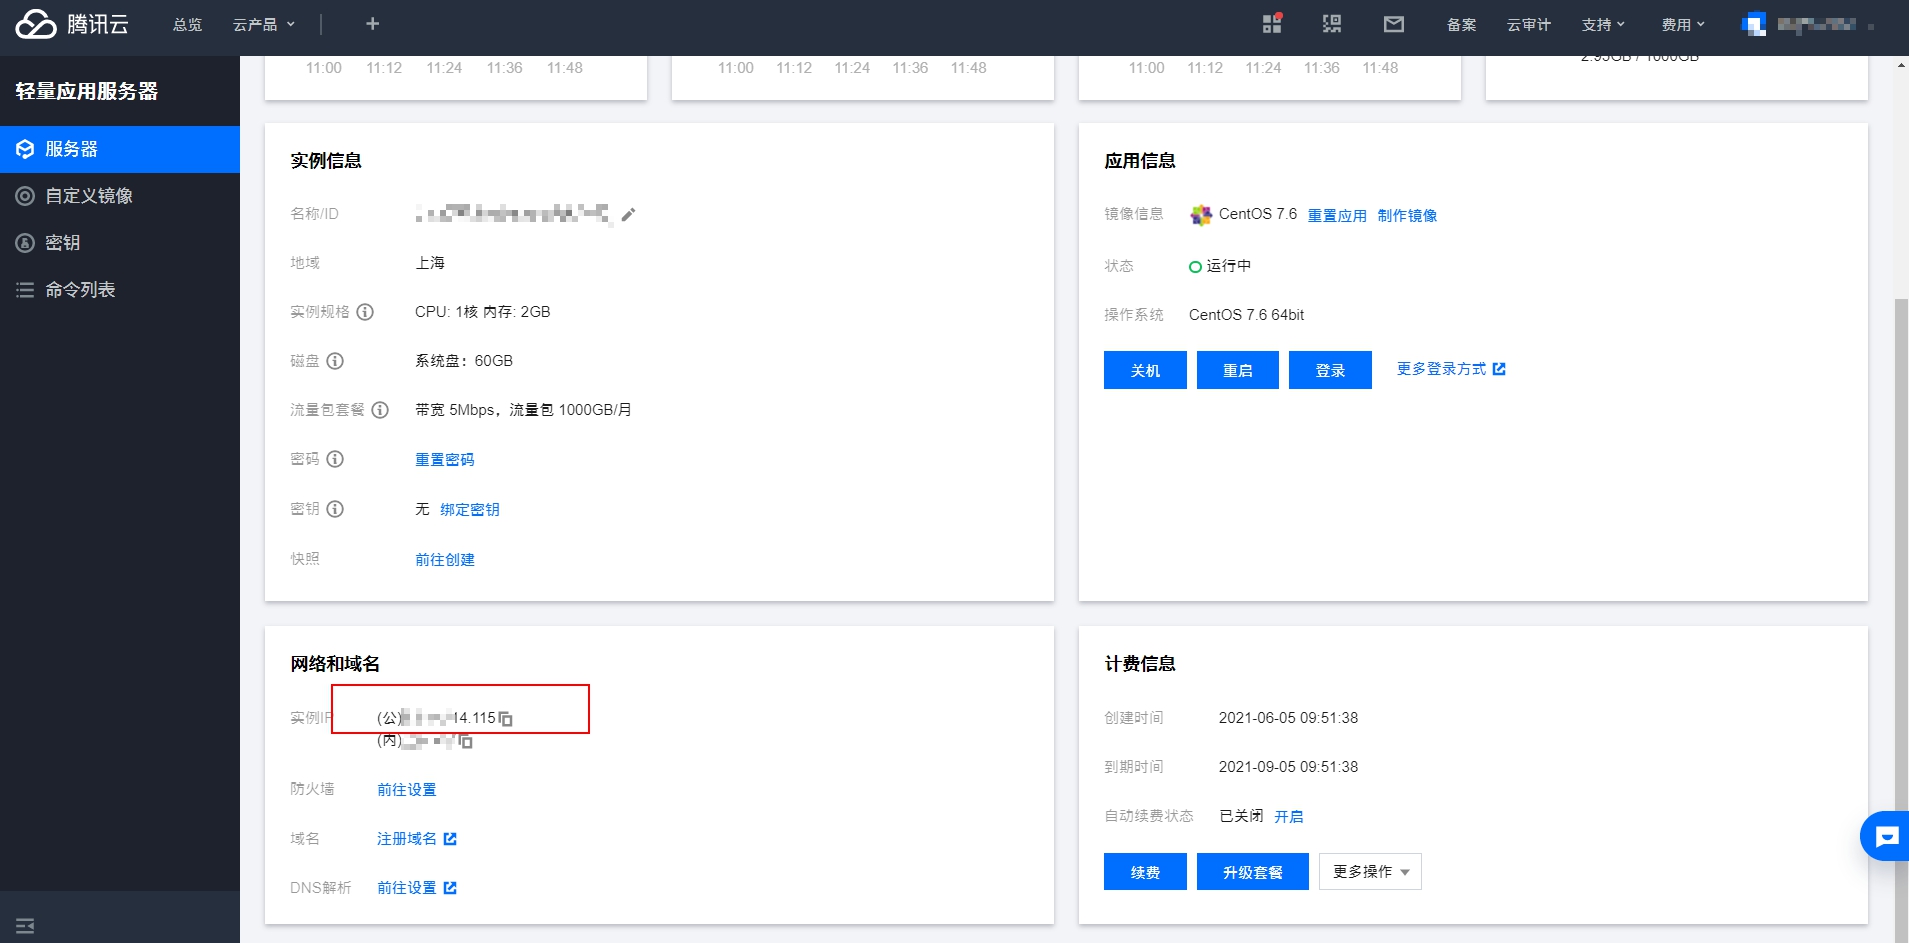 腾讯云 总览 云产品 备案 云审计 支持 费用
轻量应用服务器
服务器
自定义镜像
密钥
命令列表
11:00 11:12 11:24 11:36 11:48
11:00 11:12 11:24 11:36 11:48
11:00 11:12 11:24 11:36 11:48
2.95GB / 1000GB
实例信息
名称/ID
地域 上海
实例规格 CPU: 1核 内存: 2GB
磁盘 系统盘：60GB
流量包套餐 带宽 5Mbps，流量包 1000GB/月
密码 重置密码
密钥 无 绑定密钥
快照 前往创建
应用信息
镜像信息 CentOS 7.6 重置应用 制作镜像
状态 运行中
操作系统 CentOS 7.6 64bit
关机 重启 登录 更多登录方式
网络和域名
实例IP (公) 14.115
(内)
防火墙 前往设置
域名 注册域名
DNS解析 前往设置
计费信息
创建时间 2021-06-05 09:51:38
到期时间 2021-09-05 09:51:38
自动续费状态 已关闭 开启
续费 升级套餐 更多操作